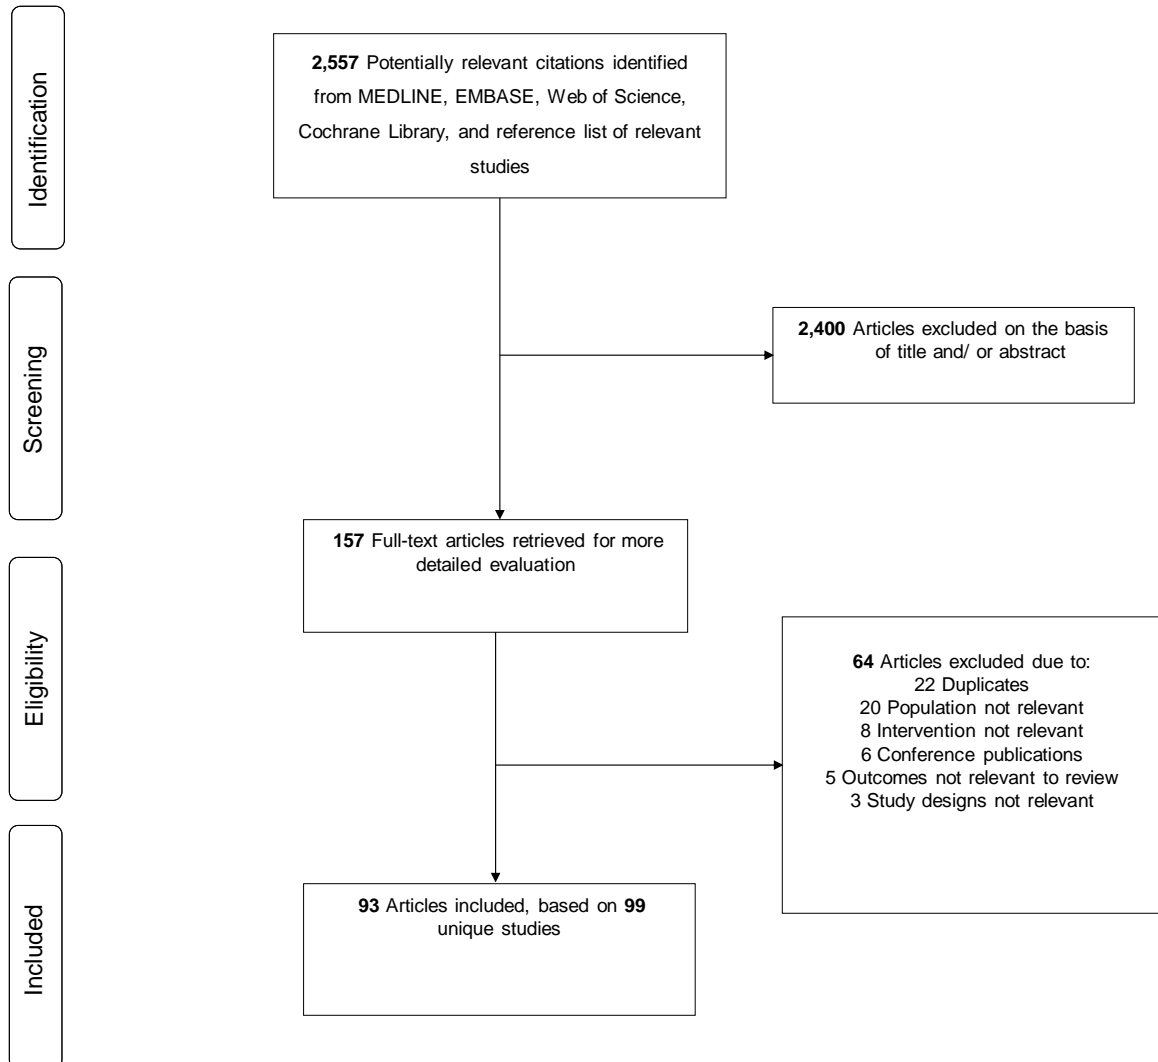 Identification
2,557 Potentially relevant citations identified
from MEDLINE, EMBASE, Web of Science,
Cochrane Library, and reference list of relevant
studies
Screening
2,400 Articles excluded on the basis
of title and/ or abstract
157 Full-text articles retrieved for more
detailed evaluation
Eligibility
64 Articles excluded due to:
22 Duplicates
20 Population not relevant
8 Intervention not relevant
6 Conference publications
5 Outcomes not relevant to review
3 Study designs not relevant
Included
93 Articles included, based on 99
unique studies